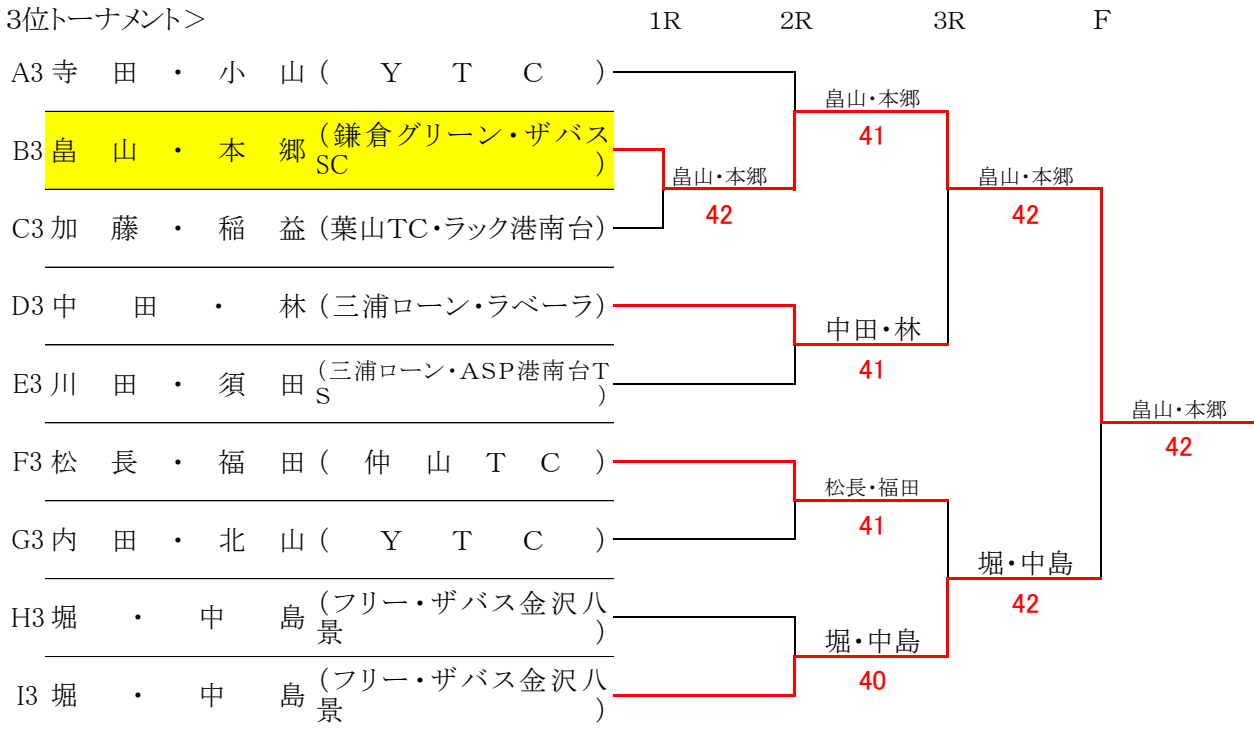 3位トーナメント＞ 1R 2R 3R F
A3 寺田・小山 (YTC)
畠山・本郷
41
B3 畠山・本郷 (鎌倉グリーン・ザバスSC)
畠山・本郷
42
畠山・本郷
42
C3 加藤・稲益 (葉山TC・ラック港南台)
D3 中田・林 (三浦ローン・ラベーラ)
中田・林
41
E3 川田・須田 (三浦ローン・ASP港南台TS)
畠山・本郷
42
F3 松長・福田 (仲山TC)
松長・福田
41
G3 内田・北山 (YTC)
堀・中島
42
H3 堀・中島 (フリー・ザバス金沢八景)
堀・中島
40
I3 堀・中島 (フリー・ザバス金沢八景)